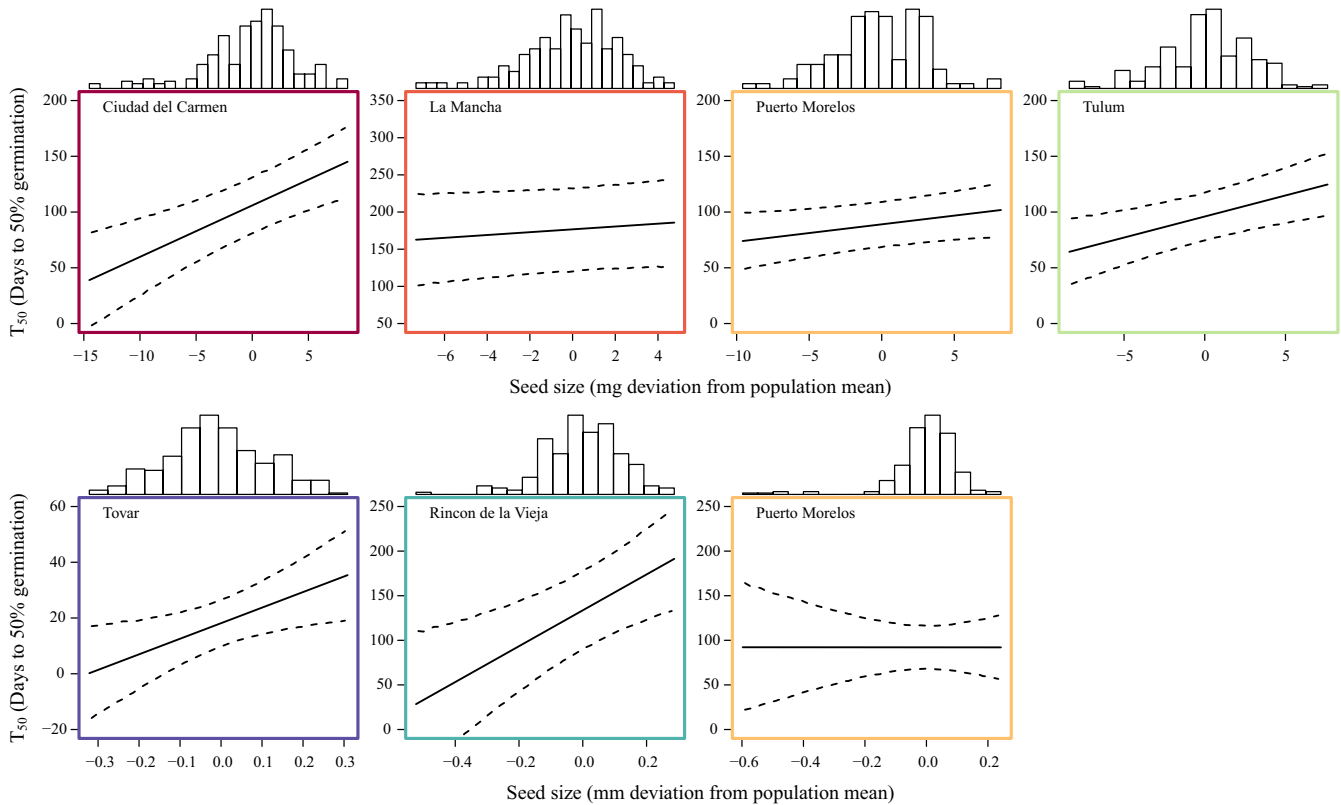 Ciudad del Carmen
La Mancha
Puerto Morelos
Tulum
T₅₀ (Days to 50% germination)
200
150
100
50
0
350
300
250
200
150
100
50
200
150
100
50
0
200
150
100
50
0
−15 −10 −5 0 5
−6 −4 −2 0 2 4
−10 −5 0 5
−5 0 5
Seed size (mg deviation from population mean)
Tovar
Rincon de la Vieja
Puerto Morelos
T₅₀ (Days to 50% germination)
60
40
20
0
−20
250
200
150
100
50
0
250
200
150
100
50
0
−0.3 −0.2 −0.1 0.0 0.1 0.2 0.3
−0.4 −0.2 0.0 0.2
−0.6 −0.4 −0.2 0.0 0.2
Seed size (mm deviation from population mean)